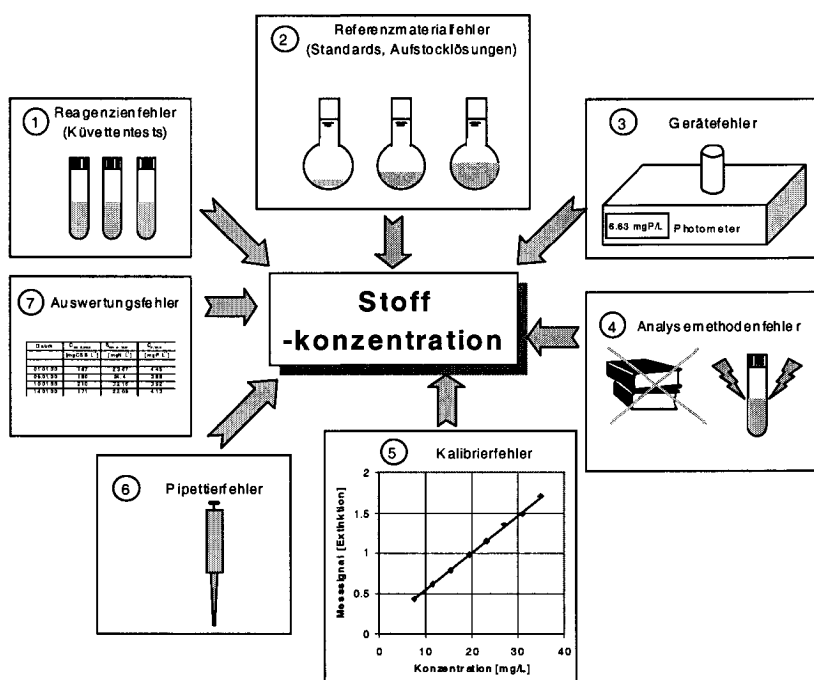 1
Reagenzienfehler
(Küvettentests)
2
Referenzmaterialfehler
(Standards, Aufstocklösungen)
3
Gerätefehler
6.63 mgP/L
Photometer
7
Auswertungsfehler
Stoff
-konzentration
4
Analysemethodenfehler
6
Pipettierfehler
5
Kalibrierfehler
Messsignal [Extinktion]
2
1.5
1
0.5
0
0 10 20 30 40
Konzentration [mg/L]